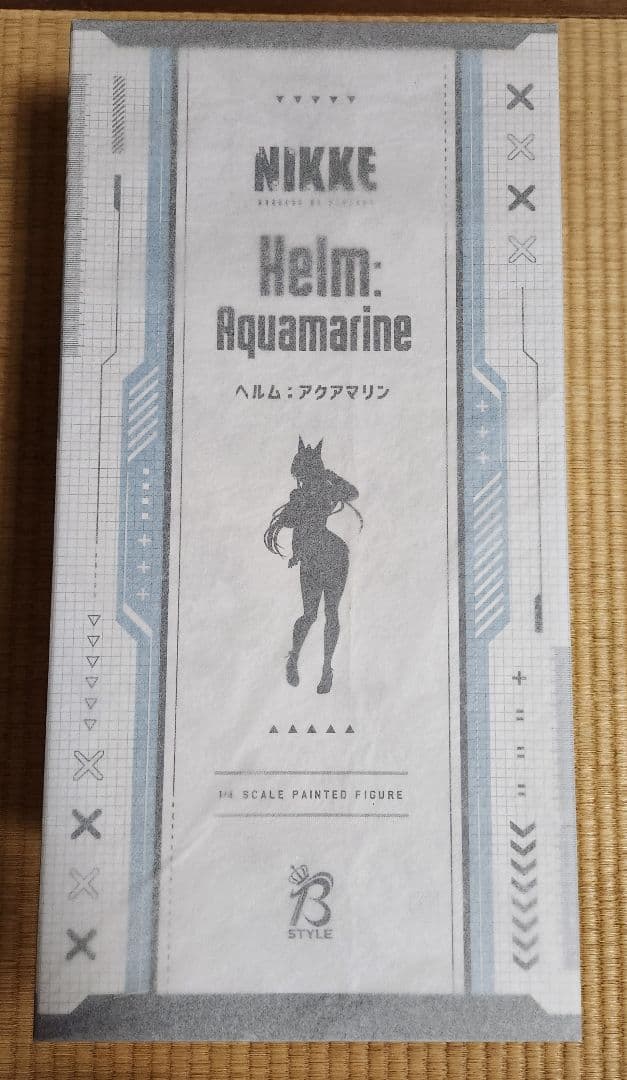 NIKKE
Helm:
Aquamarine
ヘルム:アクアマリン
1/4 SCALE PAINTED FIGURE
B
STYLE